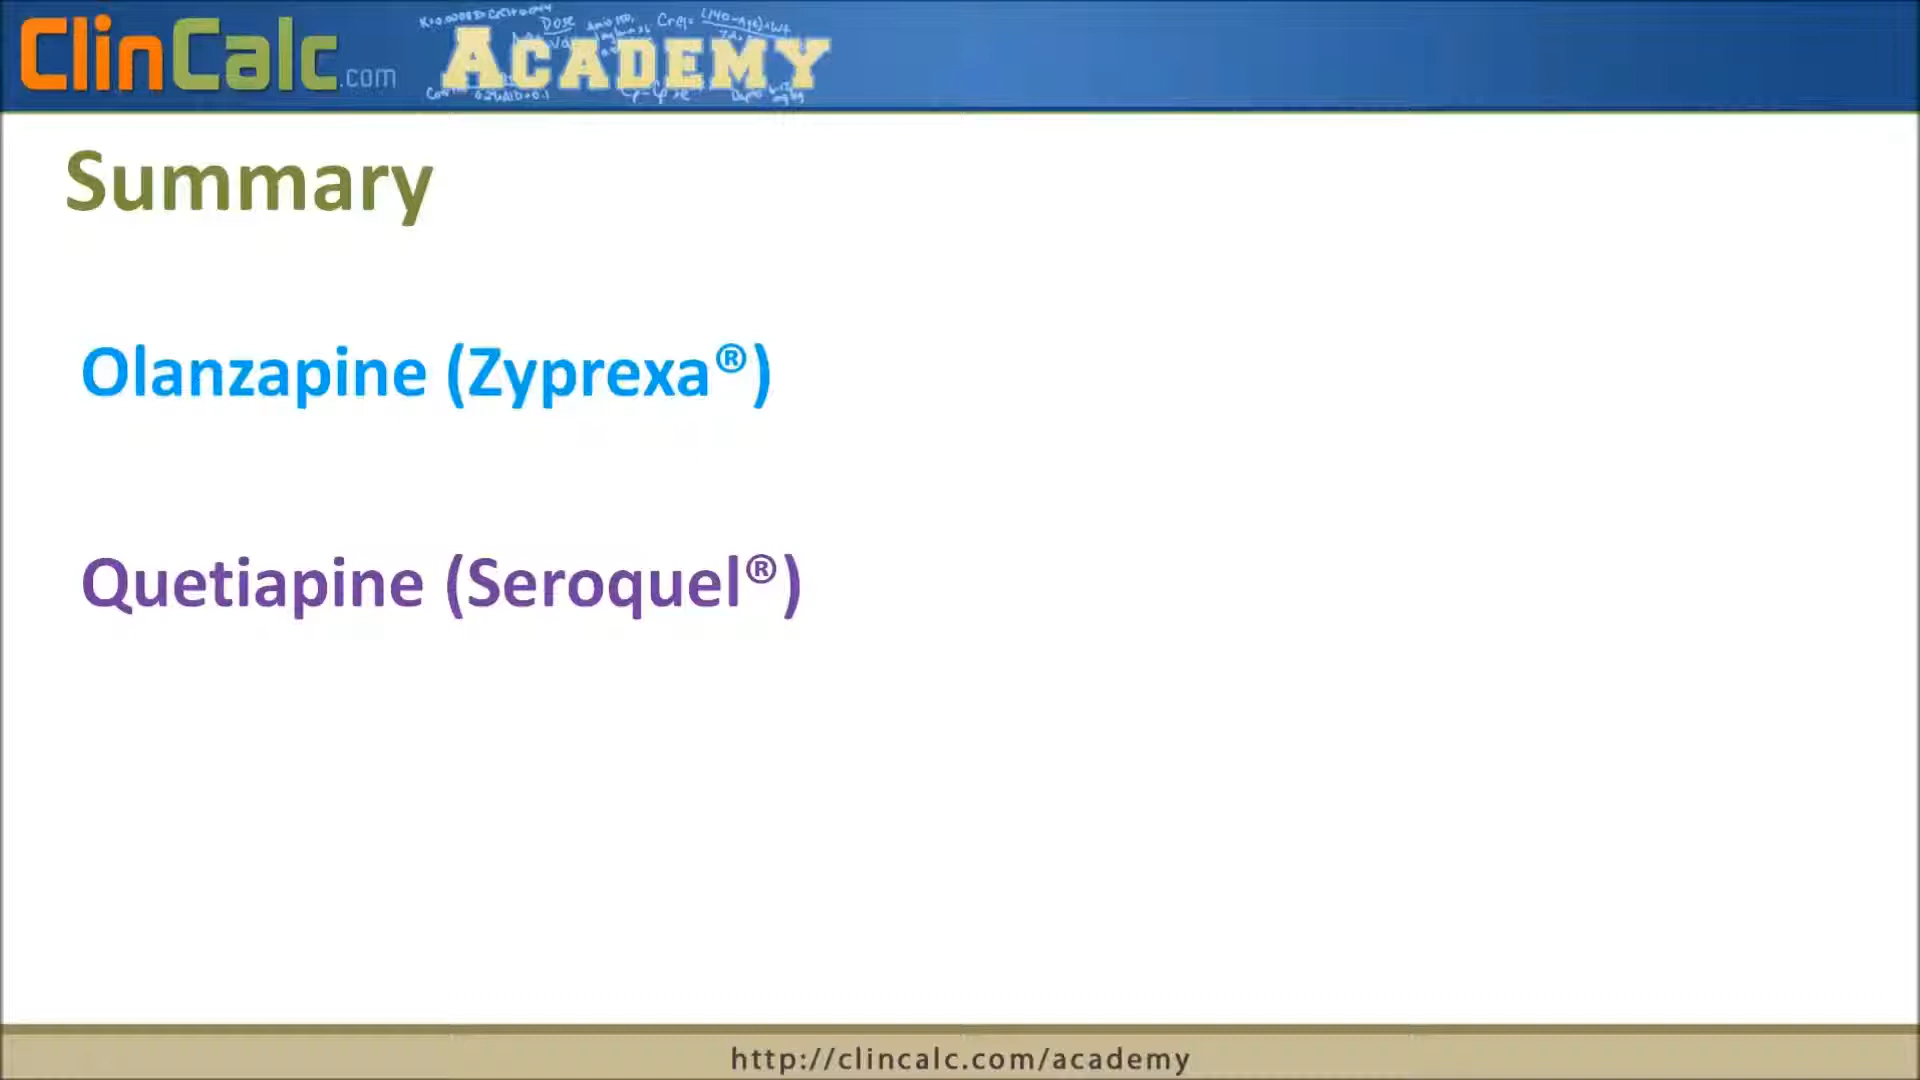 ClinCalc.com ACADEMY
Summary
Olanzapine (Zyprexa®)
Quetiapine (Seroquel®)
http://clincalc.com/academy